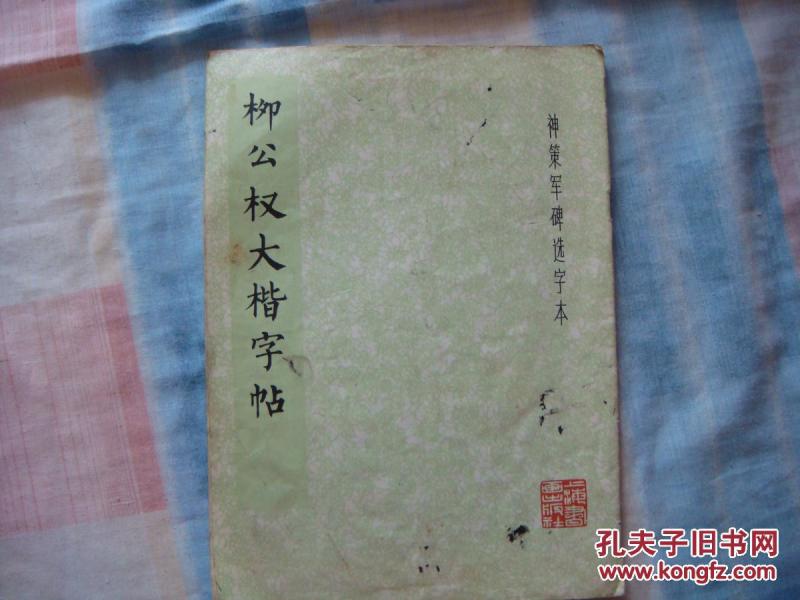 柳公权大楷字帖
神策军碑选字本
上海书
画出版社
孔夫子旧书网
www.kongfz.com